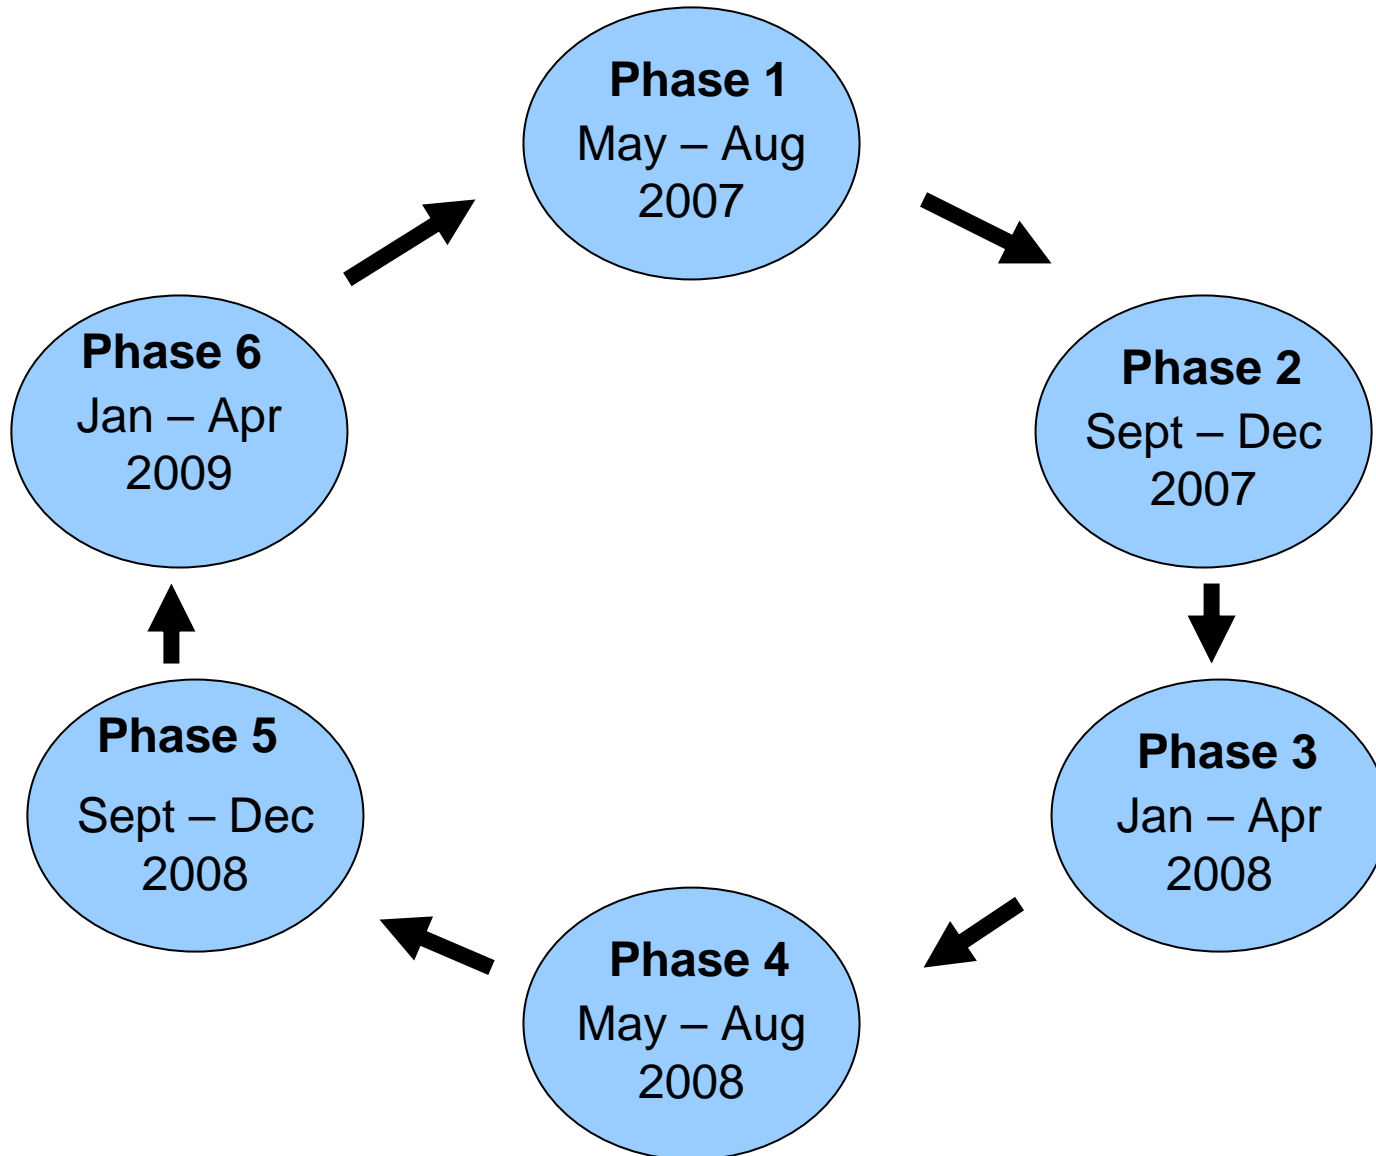 Phase 1
May – Aug
2007
Phase 2
Sept – Dec
2007
Phase 3
Jan – Apr
2008
Phase 4
May – Aug
2008
Phase 5
Sept – Dec
2008
Phase 6
Jan – Apr
2009